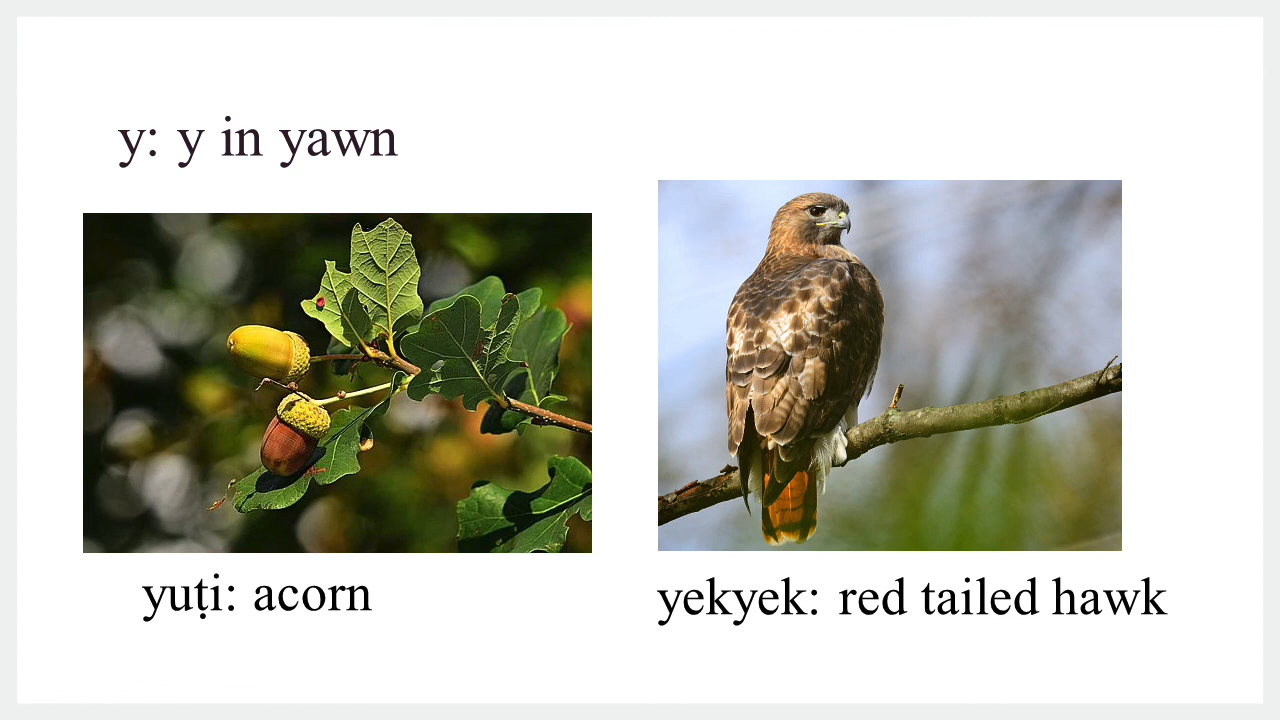 y: y in yawn
yuṭi: acorn
yekyek: red tailed hawk